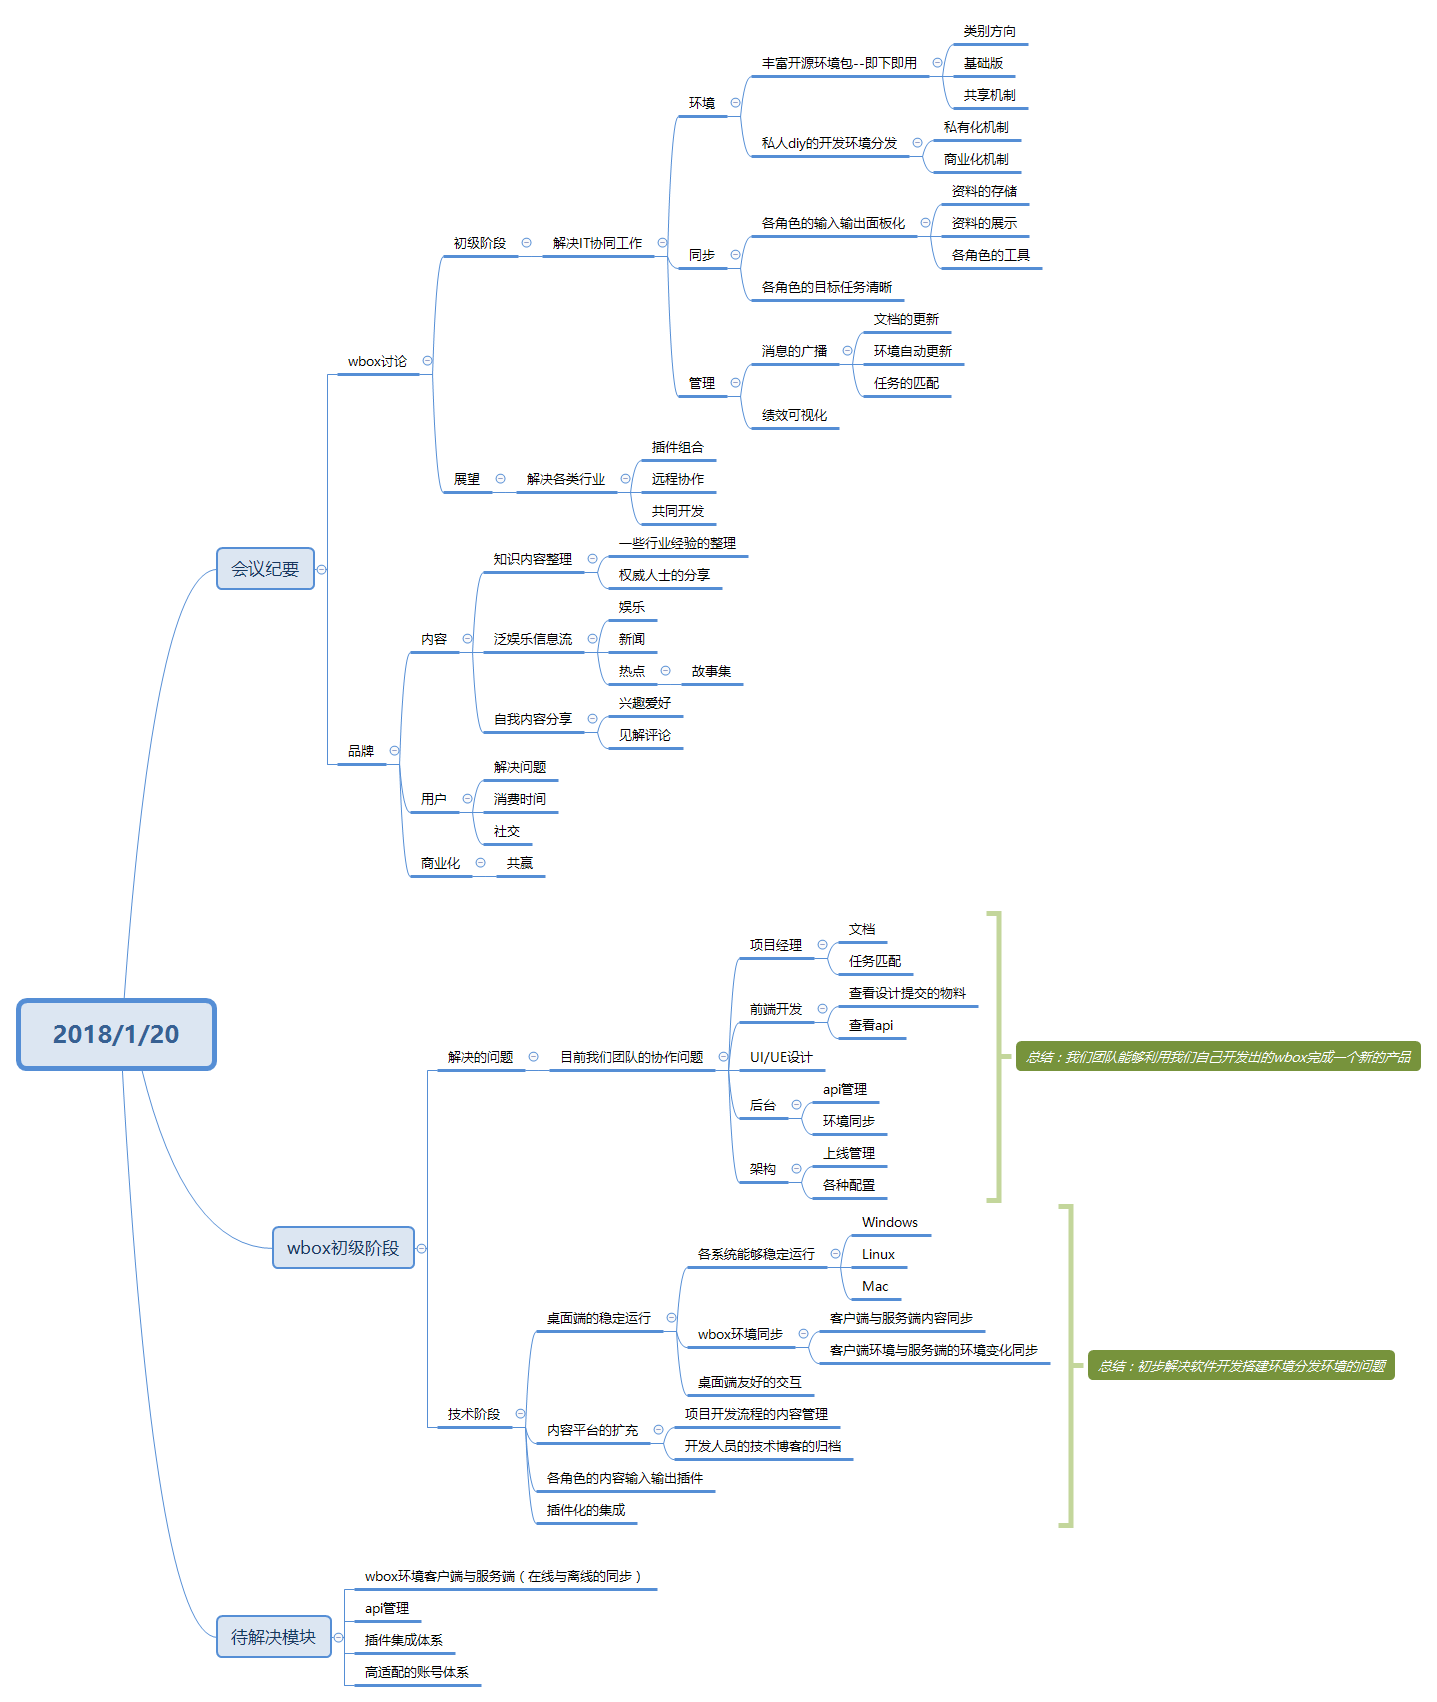 2018/1/20
会议纪要
wbox讨论
初级阶段
解决IT协同工作
环境
丰富开源环境包--即下即用
类别方向
基础版
共享机制
私人diy的开发环境分发
私有化机制
商业化机制
同步
各角色的输入输出面板化
资料的存储
资料的展示
各角色的工具
各角色的目标任务清晰
管理
消息的广播
文档的更新
环境自动更新
任务的匹配
绩效可视化
展望
解决各类行业
插件组合
远程协作
共同开发
品牌
内容
知识内容整理
一些行业经验的整理
权威人士的分享
泛娱乐信息流
娱乐
新闻
热点
故事集
自我内容分享
兴趣爱好
见解评论
用户
解决问题
消费时间
社交
商业化
共赢
wbox初级阶段
解决的问题
目前我们团队的协作问题
项目经理
文档
任务匹配
前端开发
查看设计提交的物料
查看api
UI/UE设计
后台
api管理
环境同步
架构
上线管理
各种配置
总结：我们团队能够利用我们自己开发出的wbox完成一个新的产品
技术阶段
桌面端的稳定运行
各系统能够稳定运行
Windows
Linux
Mac
wbox环境同步
客户端与服务端内容同步
客户端环境与服务端的环境变化同步
桌面端友好的交互
内容平台的扩充
项目开发流程的内容管理
开发人员的技术博客的归档
各角色的内容输入输出插件
插件化的集成
总结：初步解决软件开发搭建环境分发环境的问题
待解决模块
wbox环境客户端与服务端（在线与离线的同步）
api管理
插件集成体系
高适配的账号体系